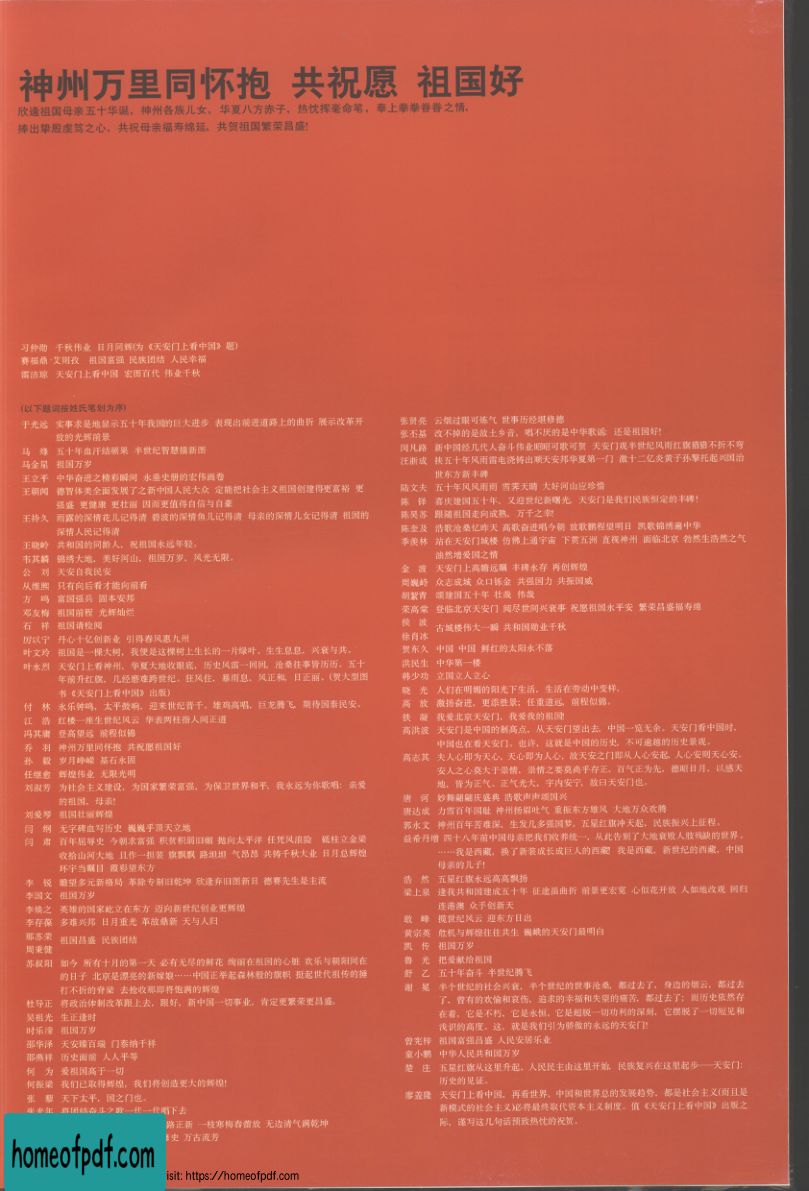 神州万里同怀抱 共祝愿 祖国好
欣逢祖国母亲五十华诞，神州各族儿女，华夏八方赤子，热忱挥毫命笔，奉上拳拳眷眷之情，
捧出挚殷虔笃之心，共祝母亲福寿绵延，共贺祖国繁荣昌盛!
习仲勋 千秋伟业 日月同辉(为《天安门上看中国》题)
赛福鼎·艾则孜 祖国富强 民族团结 人民幸福
雷洁琼 天安门上看中国 宏图百代 伟业千秋
(以下题词按姓氏笔划为序)
于光远 实事求是地显示五十年我国的巨大进步 表现出前进道路上的曲折 展示改革开
放的光辉前景
马 烽 五十年血汗结硕果 半世纪智慧描新图
马金星 祖国万岁
王立平 中华奋进之精彩瞬间 永垂史册的宏伟画卷
王朝闻 德智体美全面发展了之新中国人民大众 定能把社会主义祖国创建得更富裕 更
强盛 更健康 更壮丽 因而更值得自信与自豪
王持久 雨露的深情花儿记得清 碧波的深情鱼儿记得清 母亲的深情儿女记得清 祖国的
深情人民记得清
王晓岭 共和国的同龄人，祝祖国永远年轻。
韦其麟 锦绣大地，美好河山，祖国万岁，风光无限。
公 刘 天安自我民安
从维熙 只有向后看才能向前看
方 鸣 富国强兵 固本安邦
邓友梅 祖国前程 光辉灿烂
石 祥 祖国请检阅
厉以宁 丹心十亿创新业 引得春风惠九州
叶文玲 祖国是一棵大树，我便是这棵树上生长的一片绿叶。生生息息，兴衰与共。
叶永烈 天安门上看神州，华夏大地收眼底，历史风雷一回回，沧桑往事皆历历。五十
年前升红旗，几经磨难跨世纪。狂风住，暴雨息，风正和，日正丽。(贺大型图
书《天安门上看中国》出版)
付 林 永乐钟鸣，太平鼓响，迎来世纪晋千。雄鸡高唱，巨龙腾飞，期待国泰民安。
江 浩 红楼一座生世纪风云 华表两柱指人间正道
冯其庸 登高望远 前程似锦
乔 羽 神州万里同怀抱 共祝愿祖国好
孙 毅 岁月峥嵘 基石永固
任继愈 辉煌伟业 无限光明
刘淑芳 为社会主义建设，为国家繁荣富强，为保卫世界和平，我永远为你歌唱：亲爱
的祖国，母亲!
刘爱琴 祖国壮丽辉煌
闫 纲 无字碑血写历史 巍巍乎顶天立地
闫 肃 百年屈辱史 今朝求富强 积贫积弱旧帽 抛向太平洋 任凭风浪险 砥柱立金梁
收拾山河大地 且作一担装 旗飘飘 路坦坦 气昂昂 共铸千秋大业 日月总辉煌
环宇当瞩目 霞彩望东方
李 锐 瞻望多元新格局 革除专制旧乾坤 欣逢弃旧图新日 德赛先生是主流
李国文 祖国万岁
李焕之 英雄的国家屹立在东方 迈向新世纪创业更辉煌
李存葆 多难兴邦 日月重光 革故鼎新 天与人归
邬苏荣
周秉健 祖国昌盛 民族团结
苏叔阳 如今 所有十月的第一天 必有无尽的鲜花 绚丽在祖国的心脏 欢乐与朝阳同在
的日子 北京是漂亮的新嫁娘……中国正举起森林般的旗帜 挺起世代祖传的捶
打不折的脊梁 去抢收那即将饱满的辉煌
杜导正 将政治体制改革跟上去，跟好，新中国一切事业，肯定更繁荣更昌盛。
吴祖光 生正逢时
时乐濛 祖国万岁
邵华泽 天安臻百瑞 门泰纳千祥
邵燕祥 历史面前 人人平等
何 为 爱祖国高于一切
何振梁 我们已取得辉煌，我们将创造更大的辉煌!
张 黎 天下太平，国之门也。
张光年 将团结奋斗之歌一代一代唱下去
路正新 一枝寒梅春蕾放 无边清气满乾坤
史 万古流芳
张贤亮 云烟过眼可炼气 世事历经堪修德
张丕基 改不掉的是故土乡音，唱不厌的是中华歌谣：还是祖国好!
闵凡路 新中国经几代人奋斗伟业昭昭可歌可贺 天安门观半世纪风雨红旗猎猎不折不弯
汪浙成 扶五十年风雨雷电浇铸出颂天安邦华夏第一门 激十二亿炎黄子孙擎托起兴国治
世东方新丰碑
陆文夫 五十年风风雨雨 雪霁天晴 大好河山应珍惜
陈 铎 喜庆建国五十年，又迎世纪新曙光。天安门是我们民族恒定的丰碑!
陈昊苏 跟随祖国走向成熟，万千之幸!
陈奎及 浩歌沧桑忆昨天 高歌奋进唱今朝 放歌鹏程望明日 凯歌锦绣遍中华
季羡林 站在天安门城楼 仿佛上通宇宙 下贯五洲 直视神州 面临北京 勃然生浩然之气
油然增爱国之情
金 波 天安门上高瞻远瞩 丰碑永存 再创辉煌
周巍峙 众志成城 众口铄金 共强国力 共振国威
胡絜青 颂建国五十年 壮哉 伟哉
荣高棠 登临北京天安门 阅尽世间兴衰事 祝愿祖国永平安 繁荣昌盛福寿绵
侯 波
徐肖冰 古城楼伟大一瞬 共和国勋业千秋
贺东久 中国 中国 鲜红的太阳永不落
洪民生 中华第一楼
韩少功 立国立人立心
晓 光 人们在明媚的阳光下生活，生活在劳动中变样。
高 放 激扬奋进，更添胜景；任重道远，前程似锦。
铁 凝 我爱北京天安门，我爱我的祖国!
高洪波 天安门是中国的制高点，从天安门望出去，中国一览无余。天安门看中国时，
中国也在看天安门。也许，这就是中国的历史，不可逾越的历史景观。
高志其 夫人心即为天心，天心即为人心，故天安之门即从人心安起，人心安则天心安，
安人之心莫大于崇情，崇情之要莫尚乎存正。百气正为先，德昭日月，以感天
地，皆为正气。正气充大，字内安宁，故曰天安门也。
唐 诃 妙舞翩翩庆盛典 浩歌声声颂国兴
唐达成 力雪百年国耻 神州扬眉吐气 重振东方雄风 大地万众欢腾
郭永文 神州百年苦难深，生发几多强国梦，五星红旗冲天起，民族振兴上征程。
益希丹增 四十八年前中国母亲把我们收养统一，从此告别了大地衰败人殷残缺的世界。
……我是西藏，换了新装成长成巨人的西藏! 我是西藏，新世纪的西藏，中国
母亲的儿子!
浩 然 五星红旗永远高高飘扬
梁上泉 逢我共和国建成五十年 征途虽曲折 前景更宏宽 心似花开放 人如地改观 回归
连港澳 众手创新天
戢 峰 揽世纪风云 迎东方日出
黄宗英 危机与辉煌往往共生 巍峨的天安门最明白
凯 传 祖国万岁
鲁 光 把爱献给祖国
舒 乙 五十年奋斗 半世纪腾飞
谢 冕 半个世纪的社会兴衰，半个世纪的世事沧桑，都过去了，身边的烟云，都过去
了，曾有的欢愉和哀伤，追求的幸福和失望的痛苦，都过去了；而历史依然存
在着，它是不朽，它是永恒，它是超脱一切功利的深刻，它摆脱了一切短见和
浅识的高度。这，就是我们引为骄傲的永远的天安门!
曾宪梓 祖国富强昌盛 人民安居乐业
童小鹏 中华人民共和国万岁
楚 庄 五星红旗从这里升起，人民民主由这里开始，民族复兴在这里起步——天安门:
历史的见证。
廖盖隆 天安门上看中国，再看世界，中国和世界总的发展趋势，都是社会主义(而且是
新模式的社会主义)必将最终取代资本主义制度。值《天安门上看中国》出版之
际，谨写这几句话预致热忱的祝贺。
homeofpdf.com
isit: https://homeofpdf.com